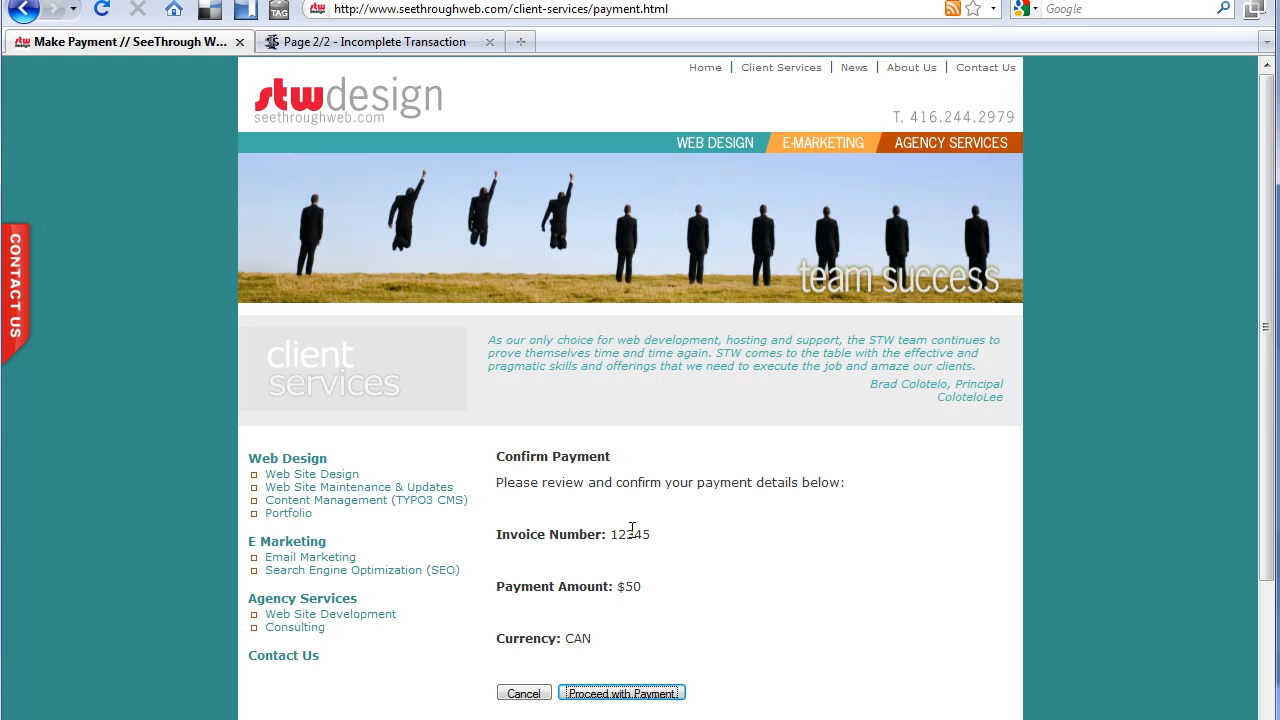 TAG
http://www.seethroughweb.com/client-services/payment.html
Google
Make Payment // SeeThrough W...
Page 2/2 - Incomplete Transaction
Home | Client Services | News | About Us | Contact Us
stwdesign
seethroughweb.com
T. 416.244.2979
WEB DESIGN
E-MARKETING
AGENCY SERVICES
team success
CONTACT US
client
services
As our only choice for web development, hosting and support, the STW team continues to
prove themselves time and time again. STW comes to the table with the effective and
pragmatic skills and offerings that we need to execute the job and amaze our clients.
Brad Colotelo, Principal
ColoteloLee
Web Design
Web Site Design
Web Site Maintenance & Updates
Content Management (TYPO3 CMS)
Portfolio
E Marketing
Email Marketing
Search Engine Optimization (SEO)
Agency Services
Web Site Development
Consulting
Contact Us
Confirm Payment
Please review and confirm your payment details below:
Invoice Number: 12345
Payment Amount: $50
Currency: CAN
Cancel
Proceed with Payment